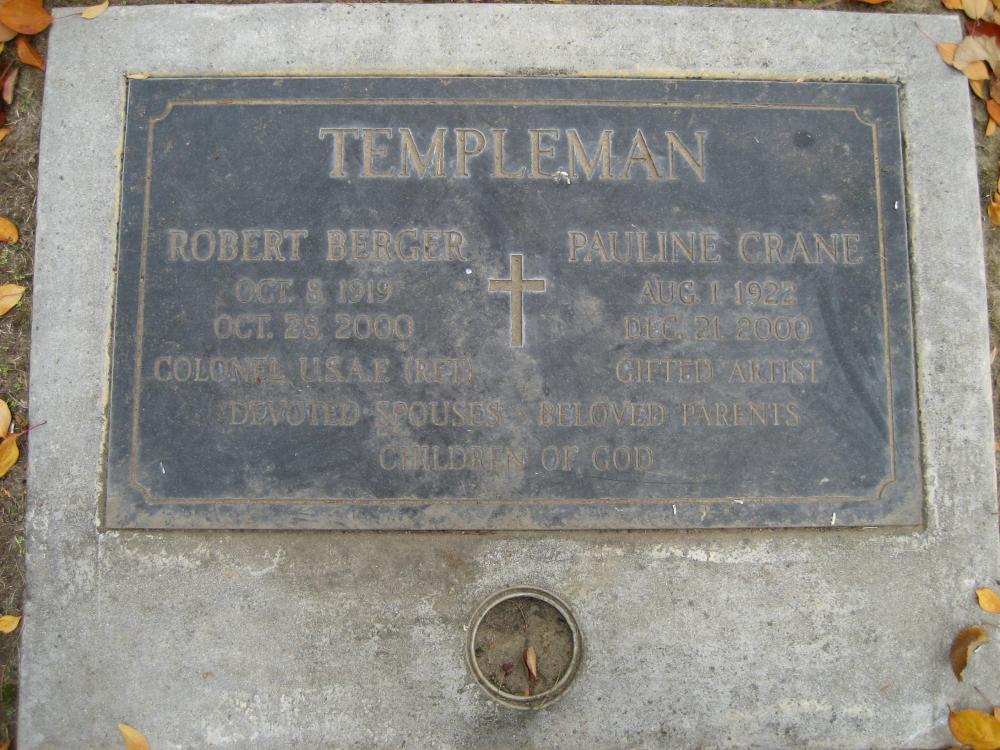 TEMPLEMAN
ROBERT BERGER
OCT. 8, 1919
OCT. 28, 2000
COLONEL U.S.A.F. (RET.)
PAULINE CRANE
AUG. 1, 1922
DEC. 21, 2000
GIFTED ARTIST
DEVOTED SPOUSES · BELOVED PARENTS
CHILDREN OF GOD